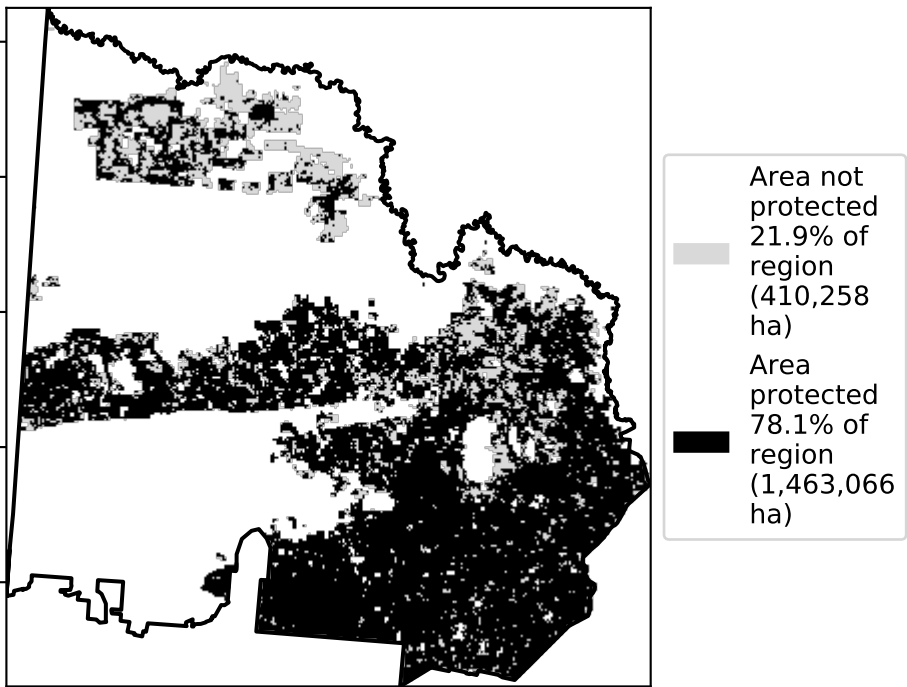 Area not
protected
21.9% of
region
(410,258
ha)
Area
protected
78.1% of
region
(1,463,066
ha)